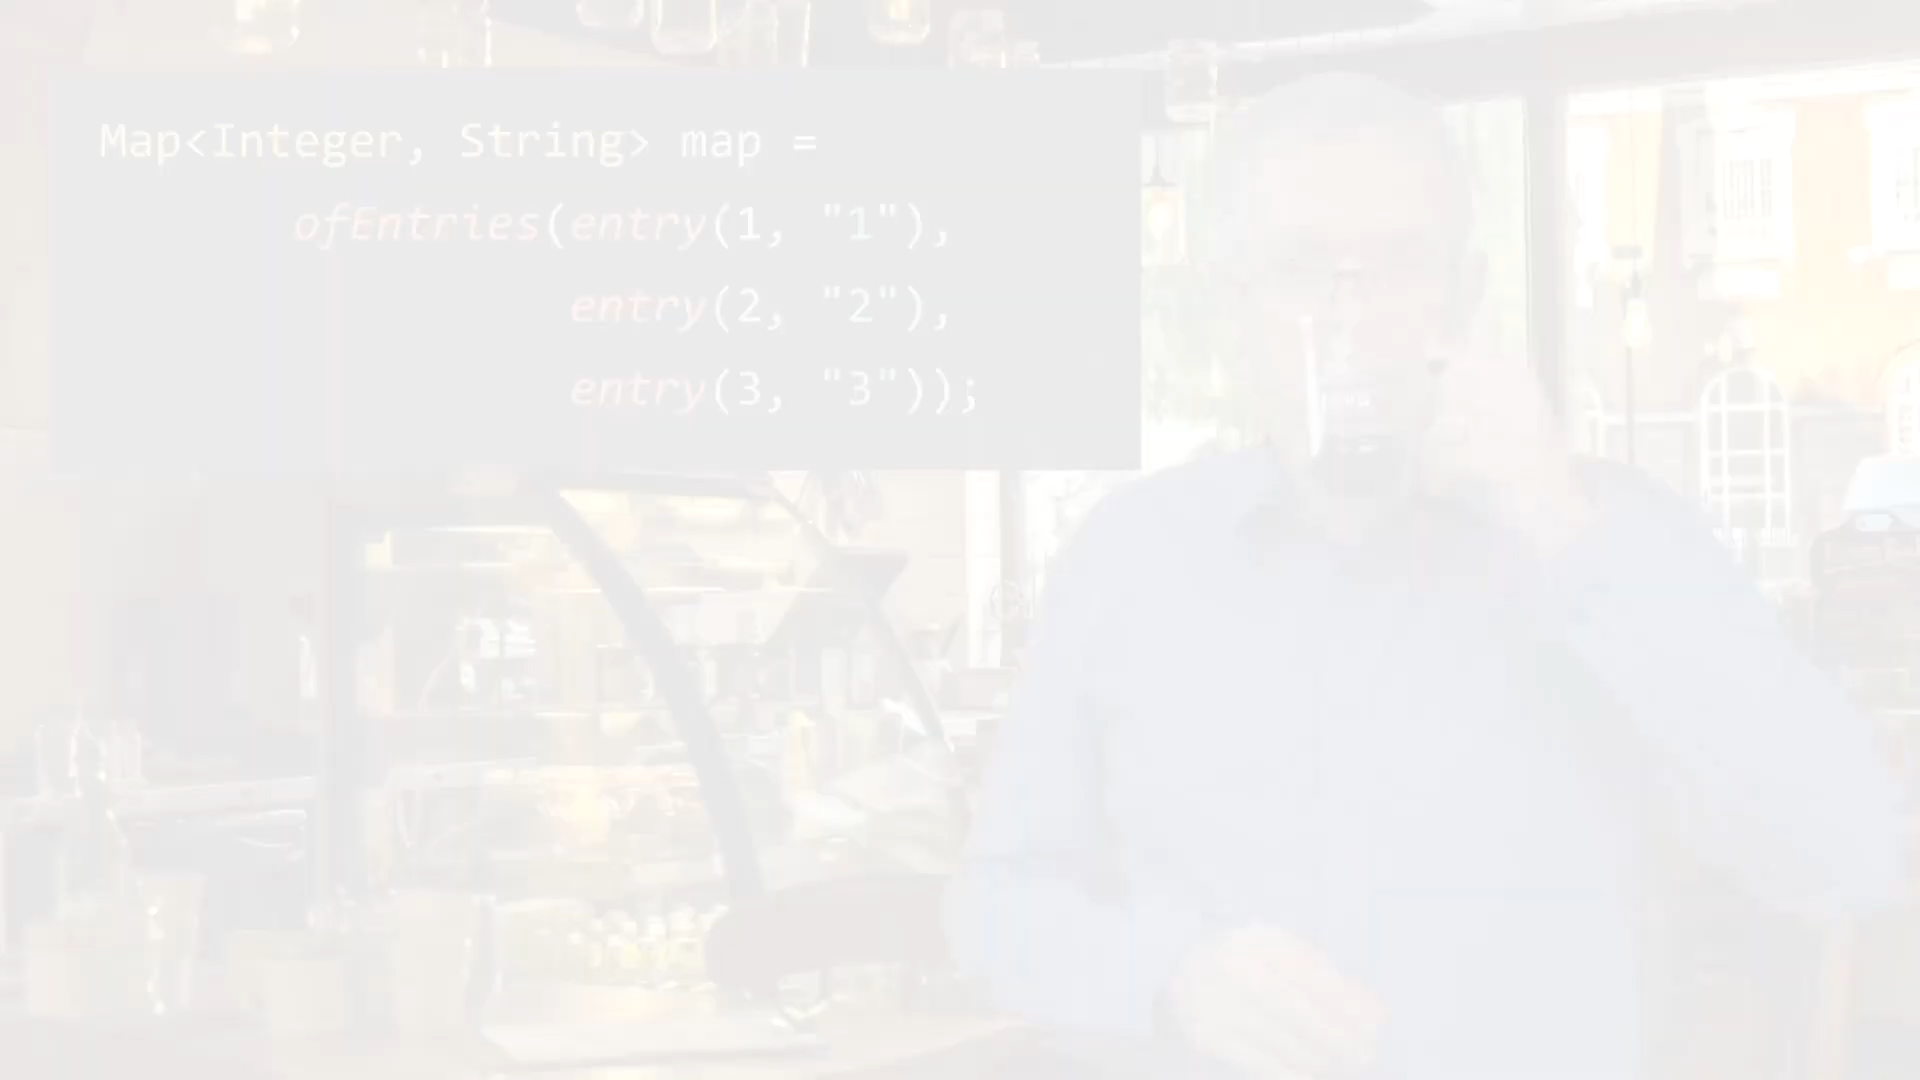 Map<Integer, String> map =
ofEntries(entry(1, "1"),
entry(2, "2"),
entry(3, "3"));